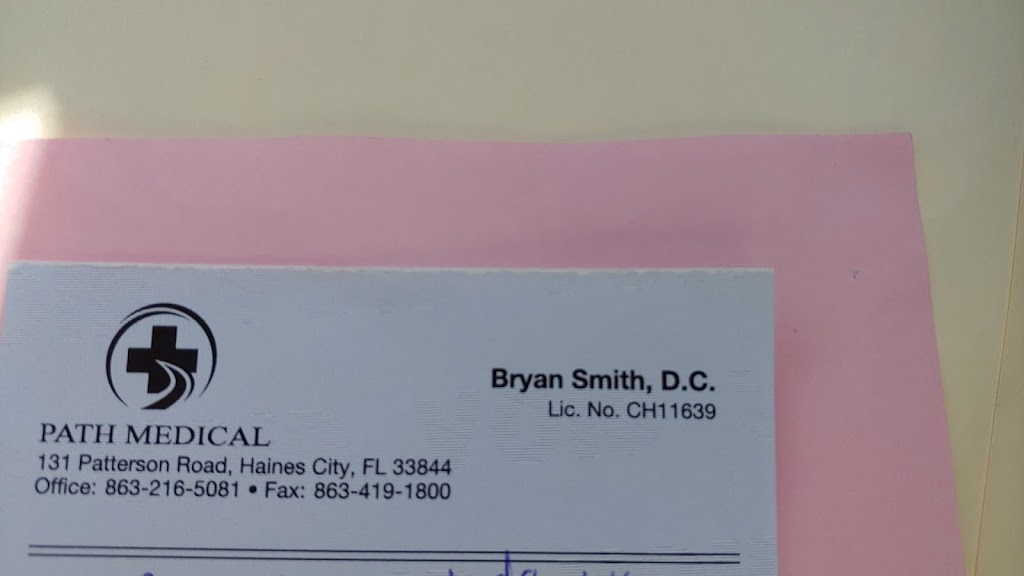 Bryan Smith, D.C.
Lic. No. CH11639
PATH MEDICAL
131 Patterson Road, Haines City, FL 33844
Office: 863-216-5081 • Fax: 863-419-1800